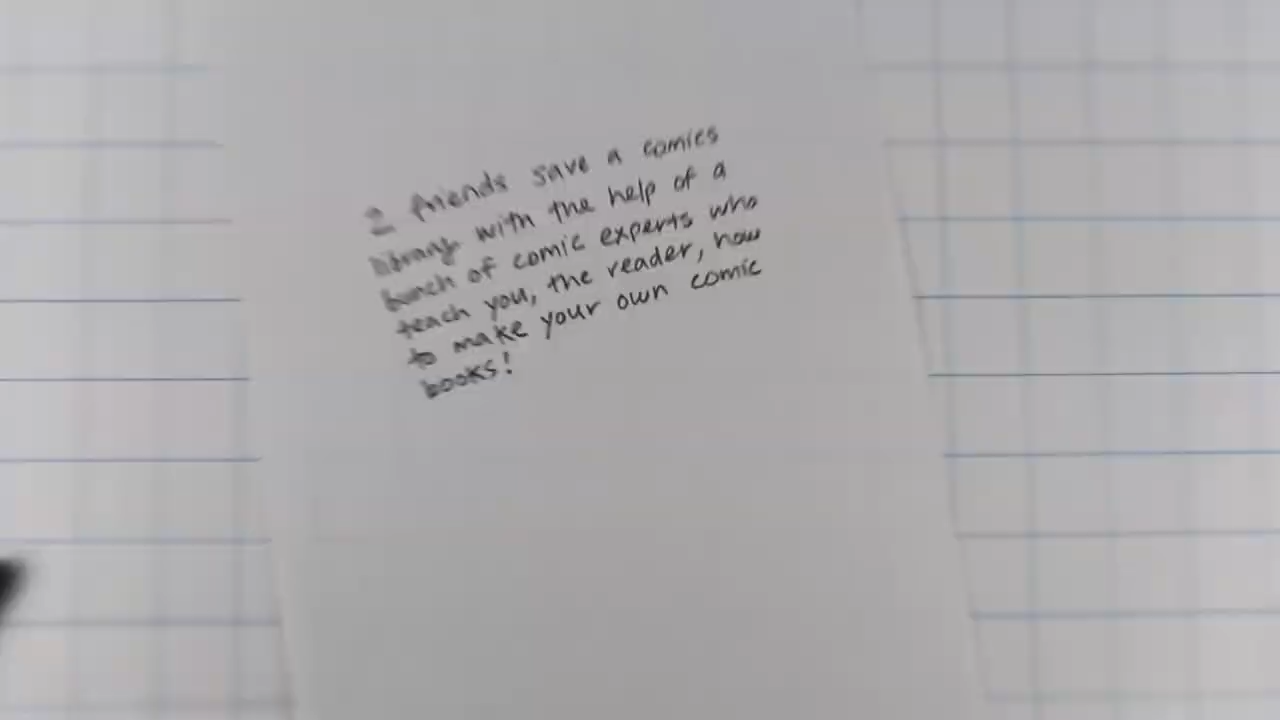 2 friends save a comics
library with the help of a
bunch of comic experts who
teach you, the reader, how
to make your own comic
books!